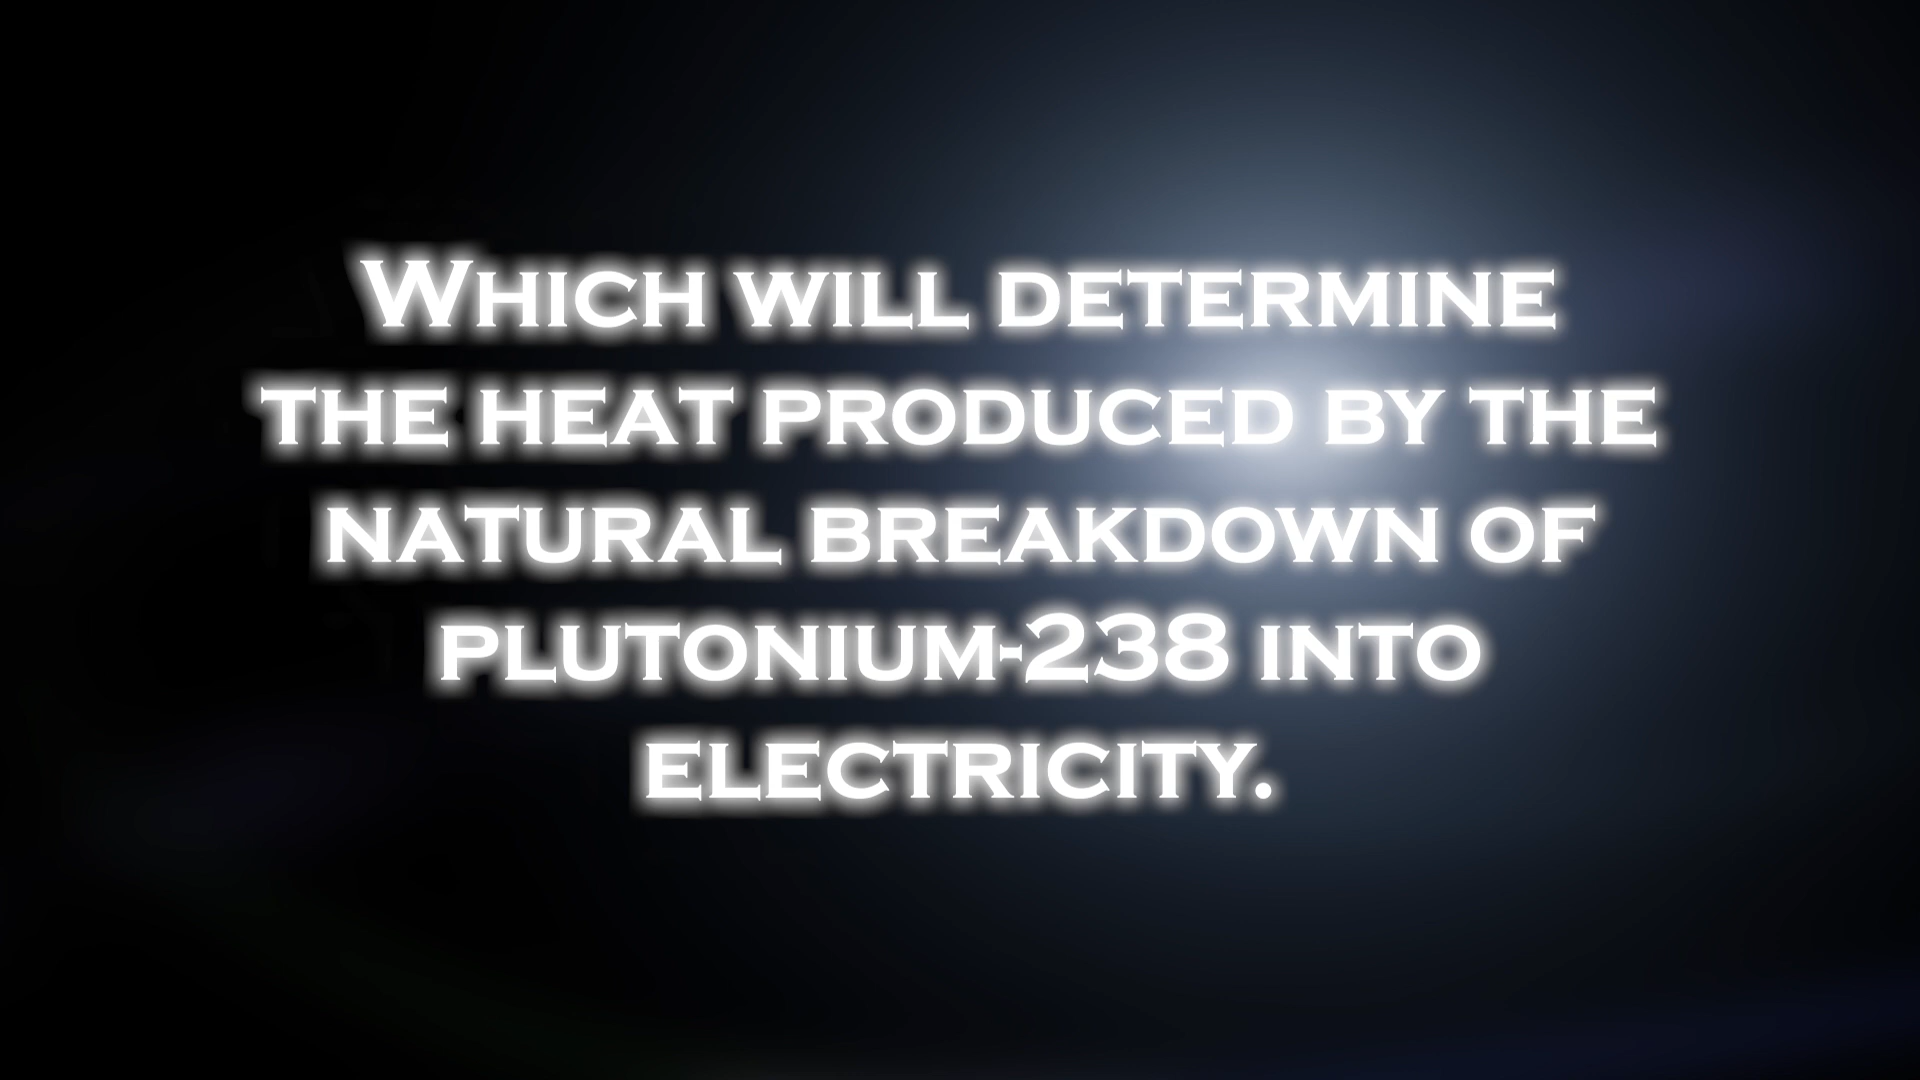 Which will determine
the heat produced by the
natural breakdown of
plutonium-238 into
electricity.